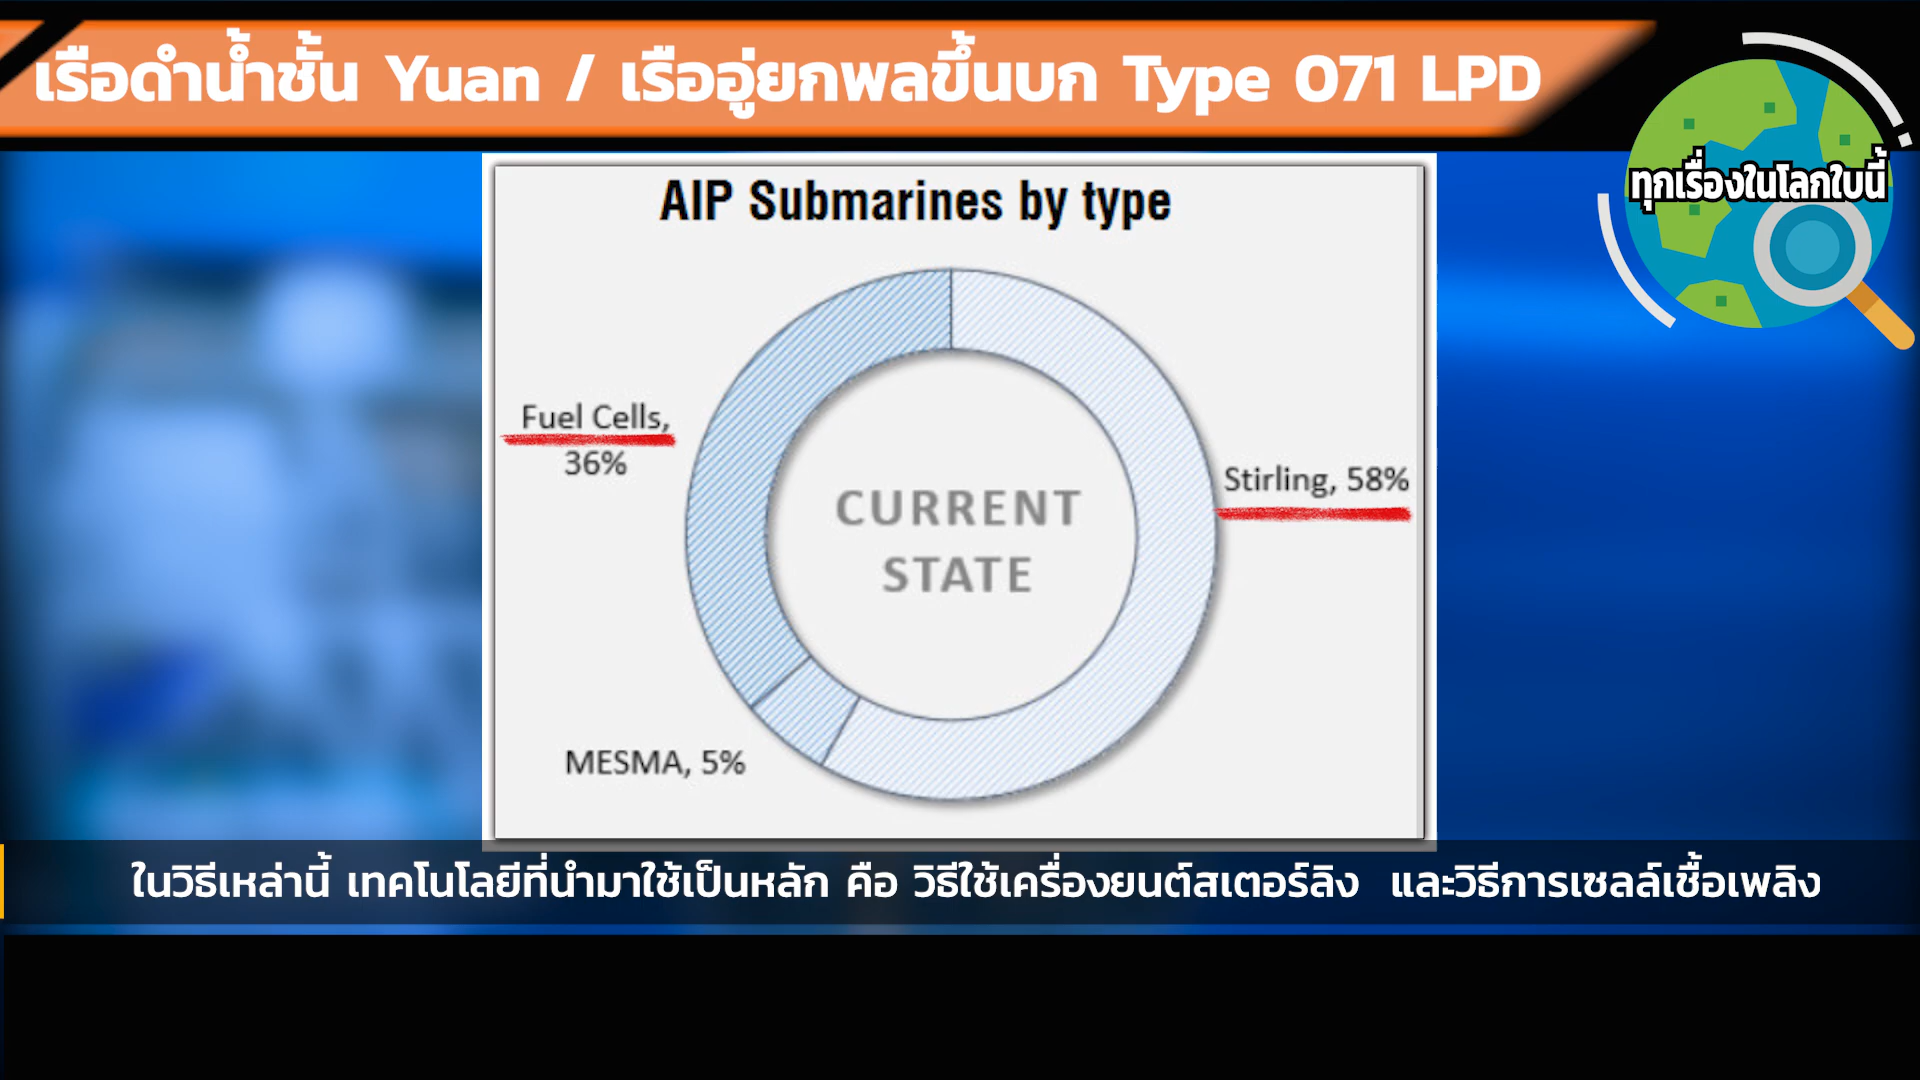 เรือดำน้ำชั้น Yuan / เรืออู่ยกพลขึ้นบก Type 071 LPD
ทุกเรื่องในโลกใบนี้
AIP Submarines by type
Fuel Cells,
36%
Stirling, 58%
CURRENT
STATE
MESMA, 5%
ในวิธีเหล่านี้ เทคโนโลยีที่นำมาใช้เป็นหลัก คือ วิธีใช้เครื่องยนต์สเตอร์ลิง และวิธีการเซลล์เชื้อเพลิง